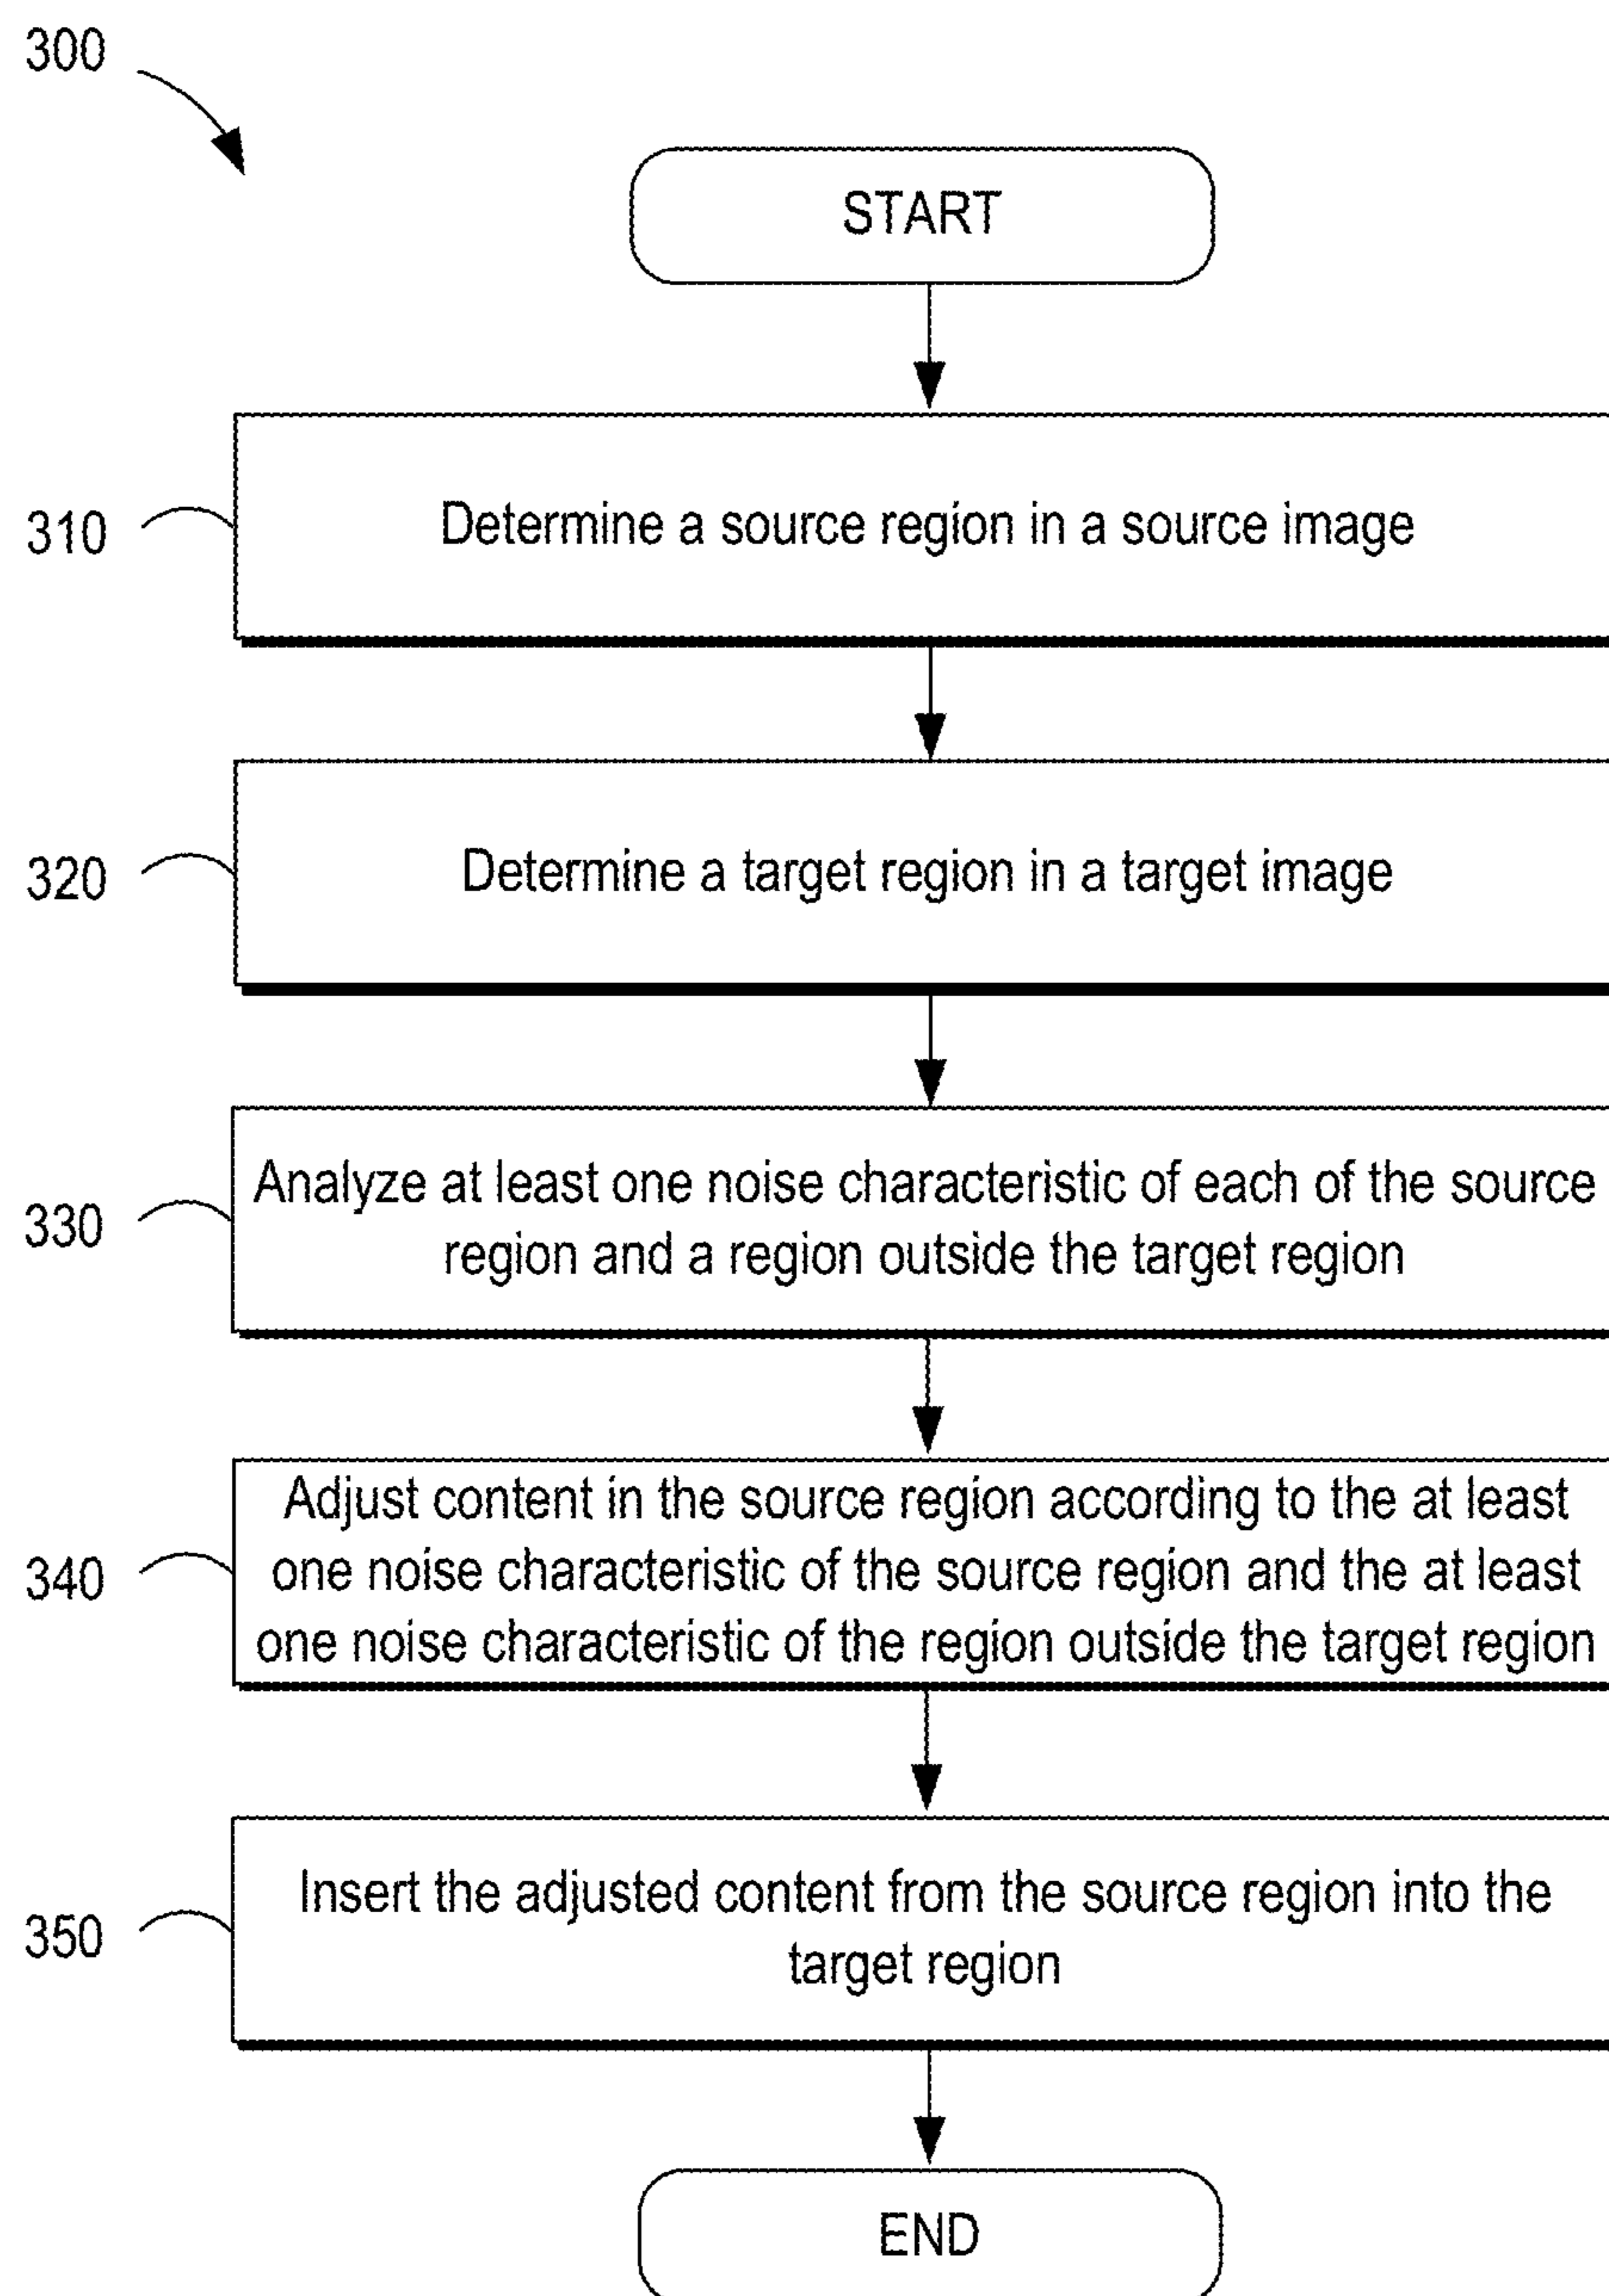 300
START
310
Determine a source region in a source image
320
Determine a target region in a target image
330
Analyze at least one noise characteristic of each of the source
region and a region outside the target region
340
Adjust content in the source region according to the at least
one noise characteristic of the source region and the at least
one noise characteristic of the region outside the target region
350
Insert the adjusted content from the source region into the
target region
END